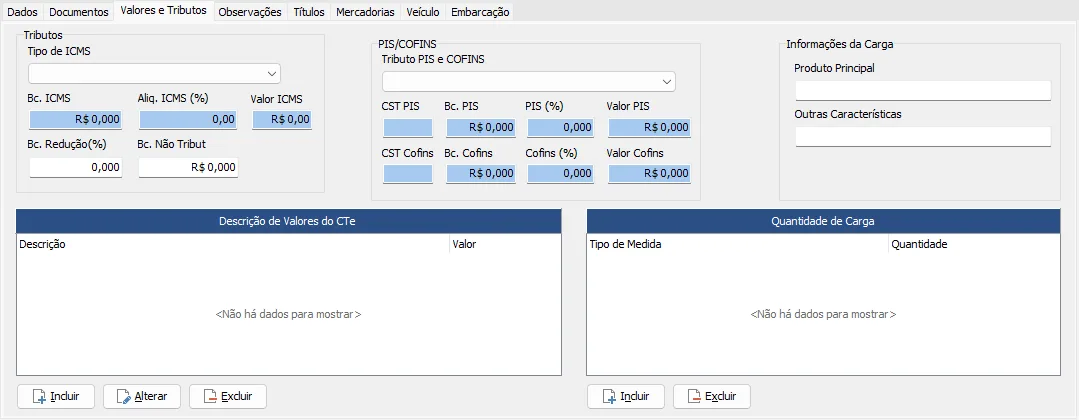 Dados Documentos Valores e Tributos Observações Títulos Mercadorias Veículo Embarcação
Tributos
Tipo de ICMS
Bc. ICMS Aliq. ICMS (%) Valor ICMS
R$ 0,000 0,00 R$ 0,00
Bc. Redução(%) Bc. Não Tribut
0,000 R$ 0,000
PIS/COFINS
Tributo PIS e COFINS
CST PIS Bc. PIS PIS (%) Valor PIS
R$ 0,000 0,000 R$ 0,000
CST Cofins Bc. Cofins Cofins (%) Valor Cofins
R$ 0,000 0,000 R$ 0,000
Informações da Carga
Produto Principal
Outras Características
Descrição de Valores do CTe
Descrição Valor
<Não há dados para mostrar>
Incluir Alterar Excluir
Quantidade de Carga
Tipo de Medida Quantidade
<Não há dados para mostrar>
Incluir Excluir